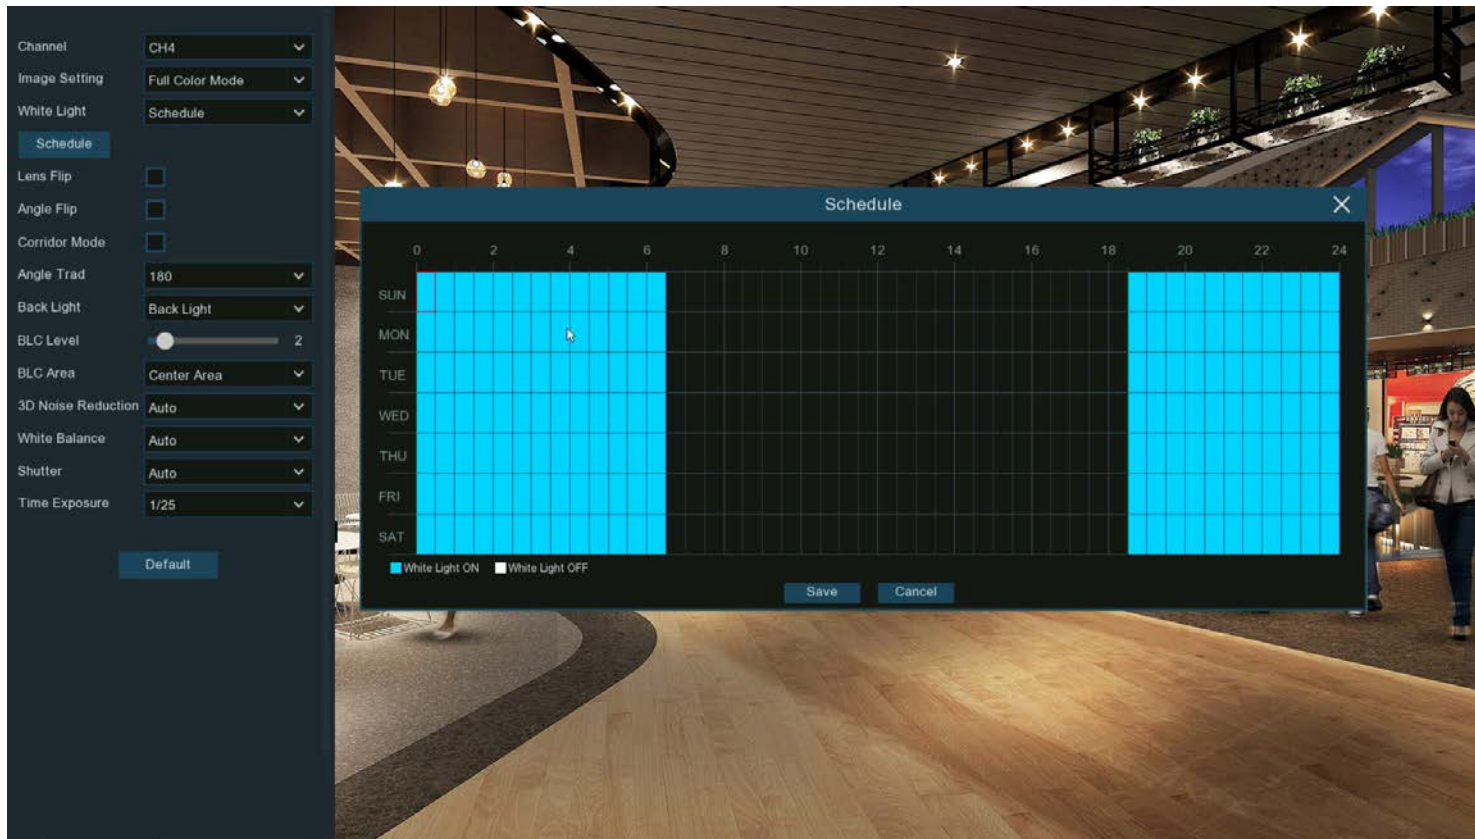 Channel CH4
Image Setting Full Color Mode
White Light Schedule
Schedule
Lens Flip
Angle Flip
Corridor Mode
Angle Trad 180
Back Light Back Light
BLC Level 2
BLC Area Center Area
3D Noise Reduction Auto
White Balance Auto
Shutter Auto
Time Exposure 1/25
Default
Schedule
0 2 4 6 8 10 12 14 16 18 20 22 24
SUN
MON
TUE
WED
THU
FRI
SAT
White Light ON White Light OFF
Save Cancel